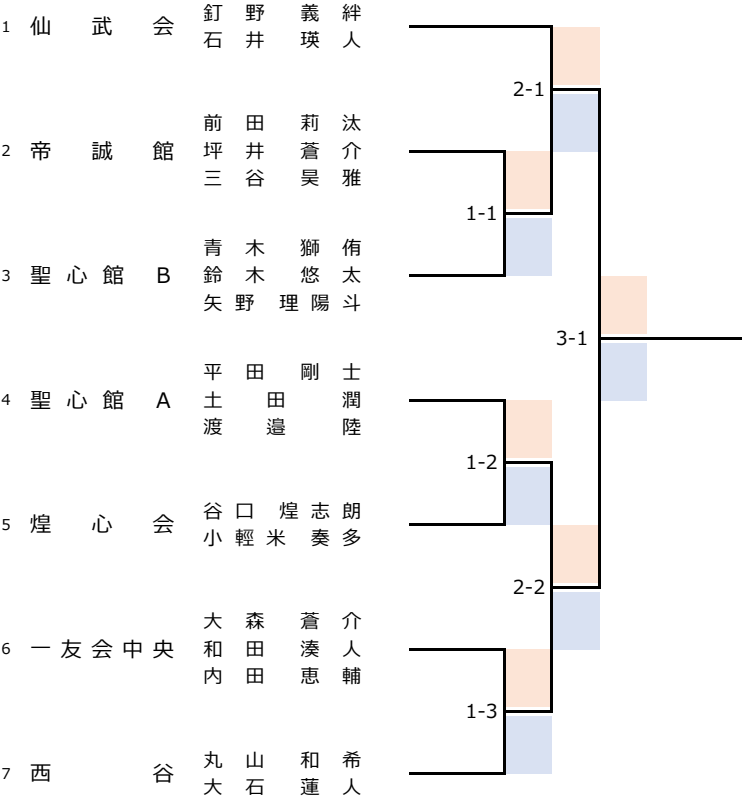 釘野 義絆
1 仙武会
石井 瑛人
2-1
前田 莉汰
2 帝誠館 坪井 蒼介
三谷 昊雅
1-1
青木 獅侑
3 聖心館 B 鈴木 悠太
矢野 理陽斗
3-1
平田 剛士
4 聖心館 A 土田 潤
渡邉 陸
1-2
谷口 煌志朗
5 煌心会
小輕米 奏多
2-2
大森 蒼介
6 一友会中央 和田 湊人
内田 恵輔
1-3
丸山 和希
7 西谷
大石 蓮人